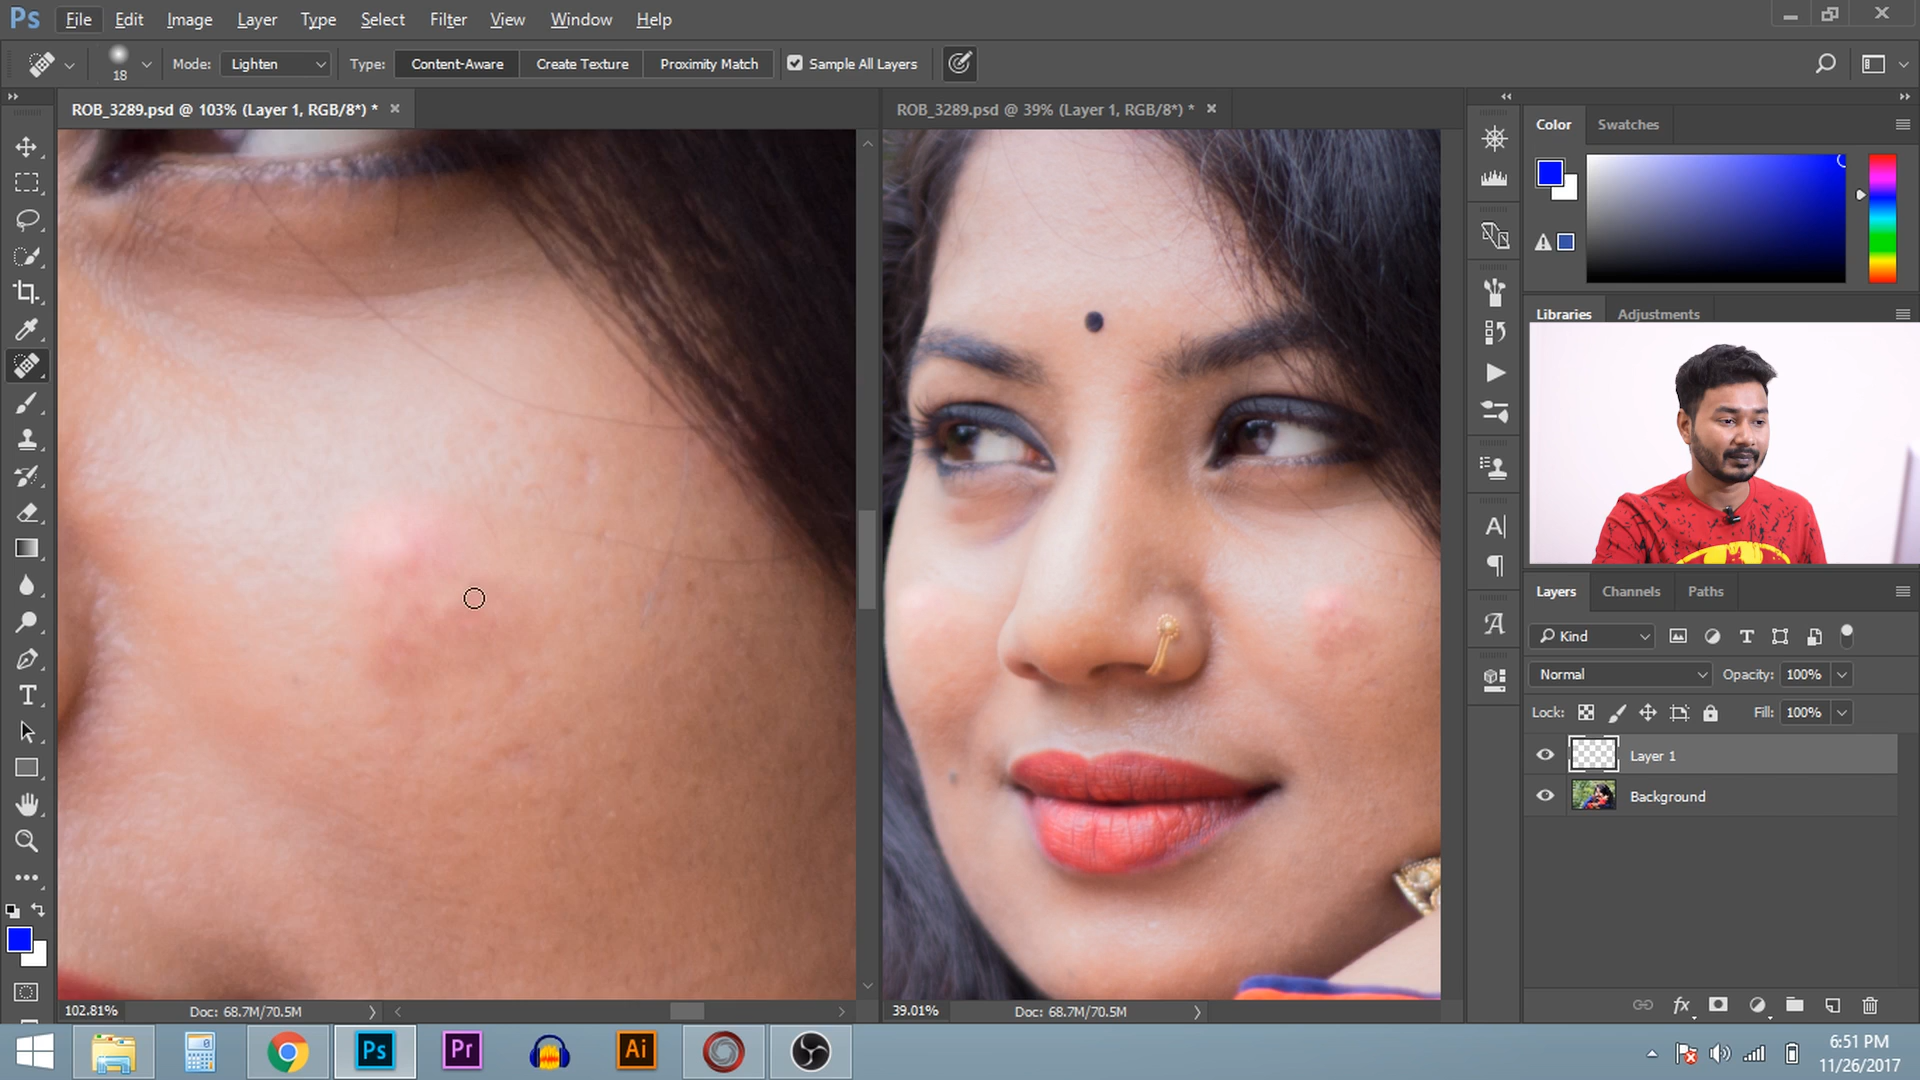 Ps File Edit Image Layer Type Select Filter View Window Help
18 Mode: Lighten Type: Content-Aware Create Texture Proximity Match Sample All Layers
ROB_3289.psd @ 103% (Layer 1, RGB/8*) *
ROB_3289.psd @ 39% (Layer 1, RGB/8*) *
Color Swatches
Libraries Adjustments
Layers Channels Paths
Kind
Normal Opacity: 100%
Lock: Fill: 100%
Layer 1
Background
fx
102.81% Doc: 68.7M/70.5M
39.01% Doc: 68.7M/70.5M
Ps Pr Ai
6:51 PM
11/26/2017